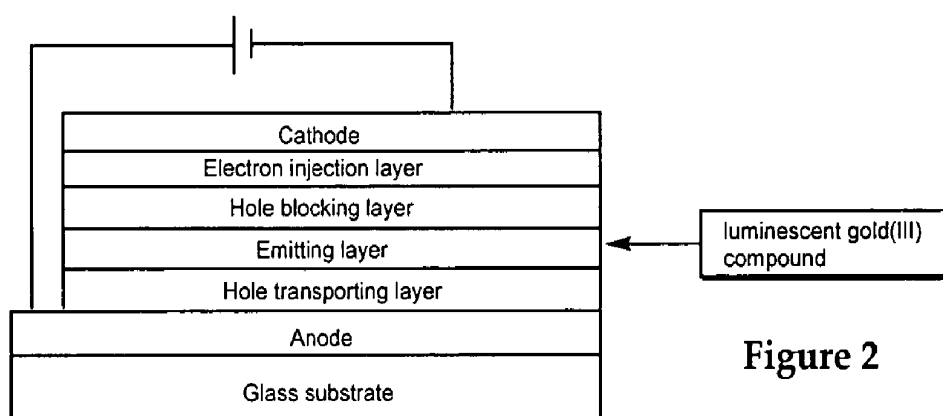 Cathode
Electron injection layer
Hole blocking layer
Emitting layer
Hole transporting layer
Anode
Glass substrate
luminescent gold(III)
compound
Figure 2